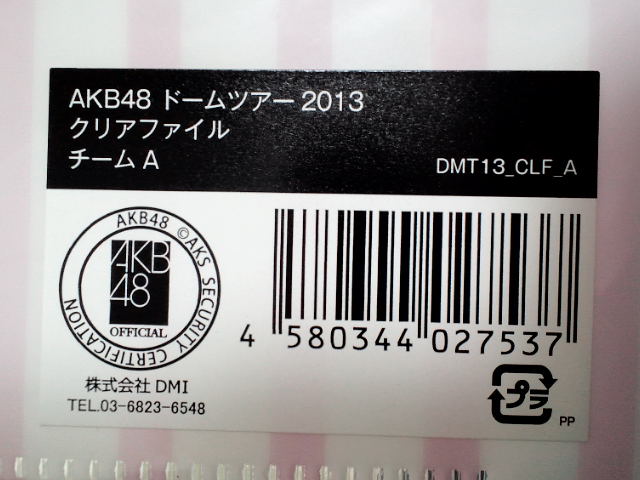 AKB48 ドームツアー 2013
クリアファイル
チーム A
DMT13_CLF_A
AKB48 ©AKS SECURITY CERTIFICATION
AKB
48
OFFICIAL
株式会社 DMI
TEL.03-6823-6548
4 580344 027537
プラ
PP